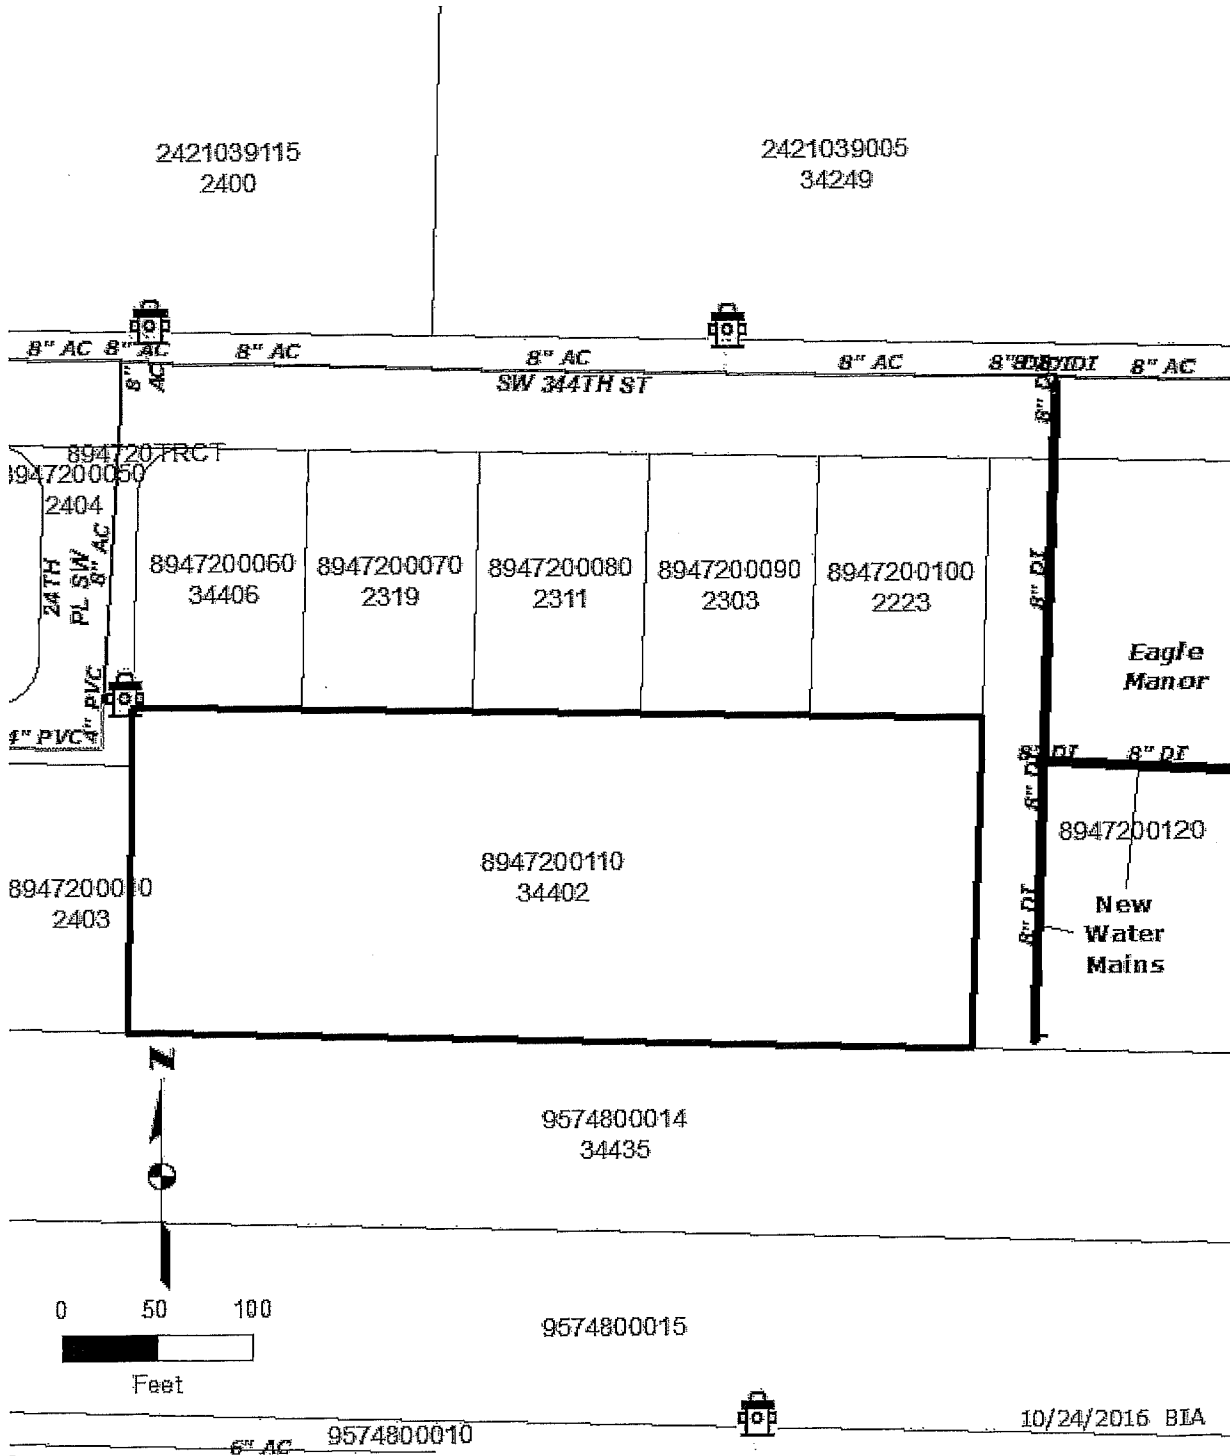 2421039115
2400
2421039005
34249
8" AC
8" AC
8" AC
8" AC
8" AC
8" AC
8" AC
8" DI
SW 344TH ST
894720TRCT
2404
24TH
PL SW
8" AC
8947200060
34406
8947200070
2319
8947200080
2311
8947200090
2303
8947200100
2223
8" DI
Eagle
Manor
4" PVC
4" PVC
8" DI
8" DI
8" DI
8947200120
8947200110
34402
2403
8" DI
New
Water
Mains
N
9574800014
34435
0 50 100
Feet
9574800015
10/24/2016 BIA
9574800010
6" AC